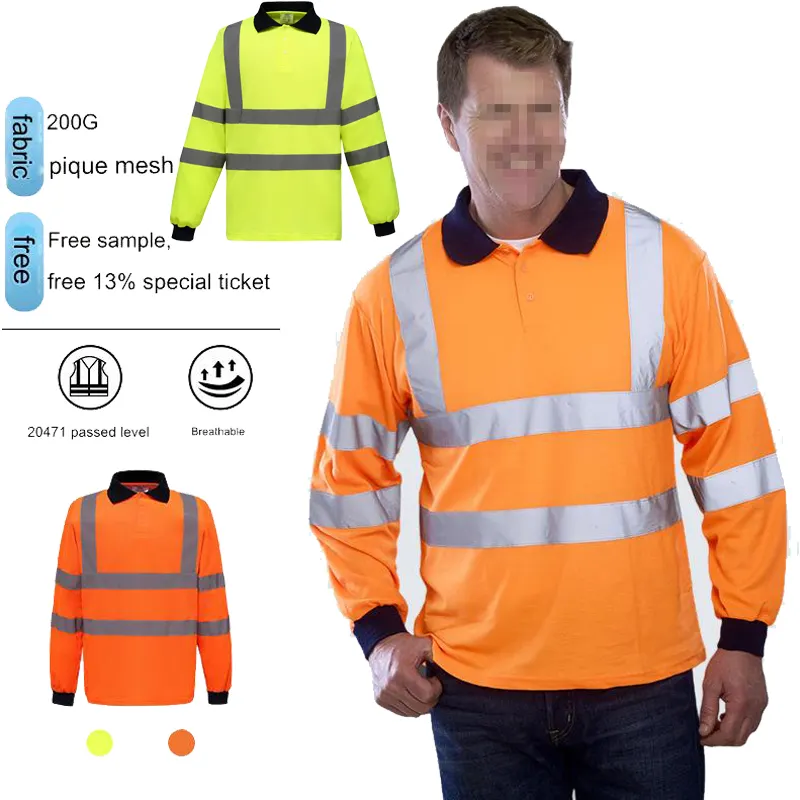 fabric
200G
pique mesh
free
Free sample,
free 13% special ticket
20471 passed level
Breathable